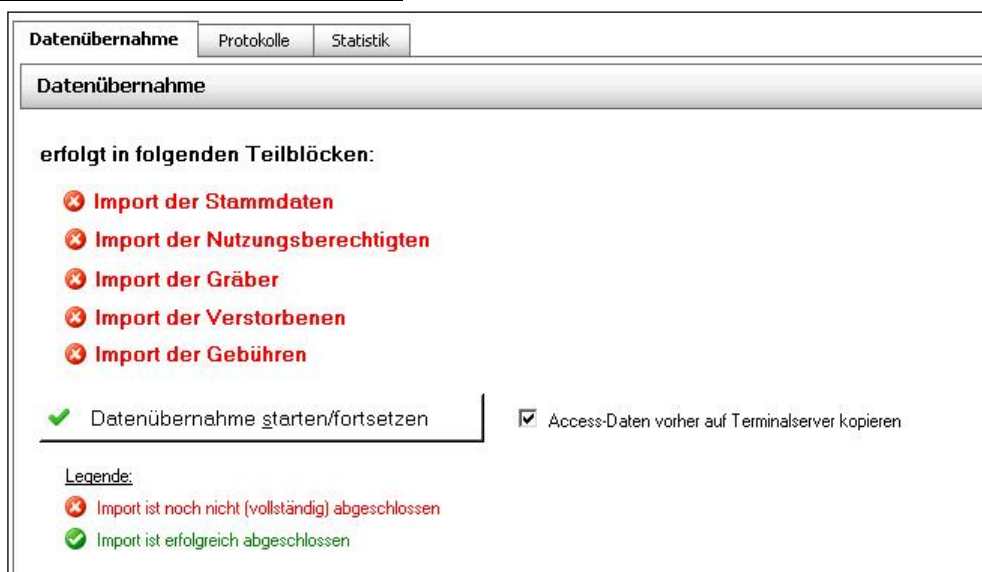 Datenübernahme Protokolle Statistik
Datenübernahme
erfolgt in folgenden Teilblöcken:
Import der Stammdaten
Import der Nutzungsberechtigten
Import der Gräber
Import der Verstorbenen
Import der Gebühren
Datenübernahme starten/fortsetzen Access-Daten vorher auf Terminalserver kopieren
Legende:
Import ist noch nicht (vollständig) abgeschlossen
Import ist erfolgreich abgeschlossen